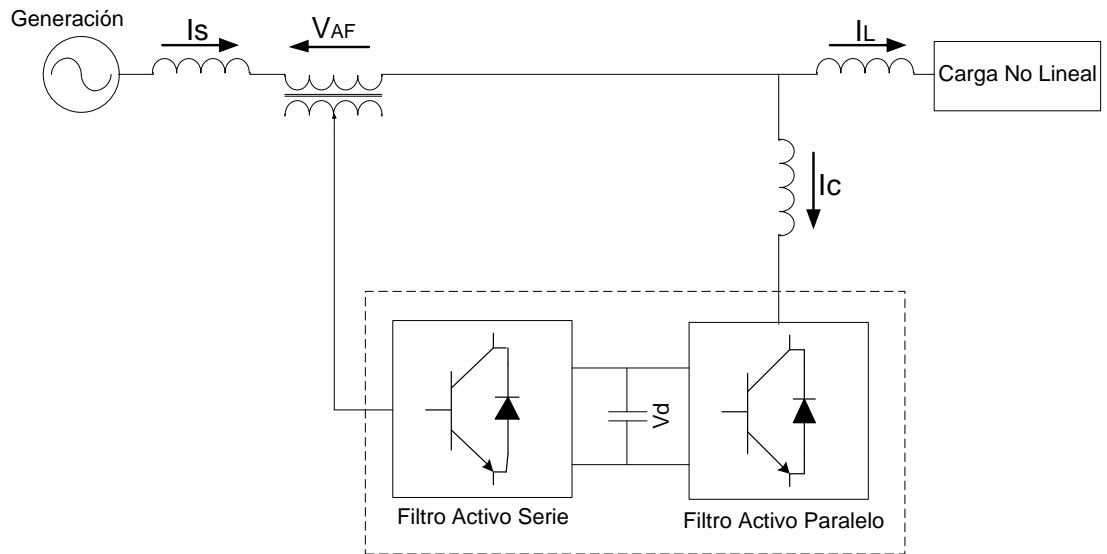 Generación
Is
VAF
IL
Carga No Lineal
Ic
Vd
Filtro Activo Serie
Filtro Activo Paralelo